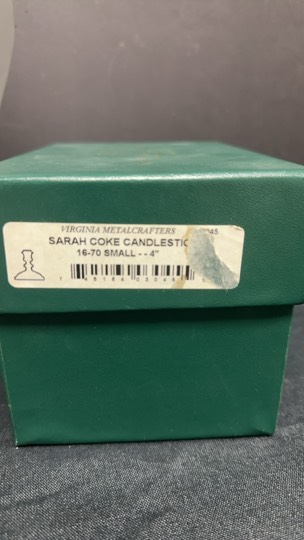 VIRGINIA METALCRAFTERS
SARAH COKE CANDLESTIC
16-70 SMALL - - 4"